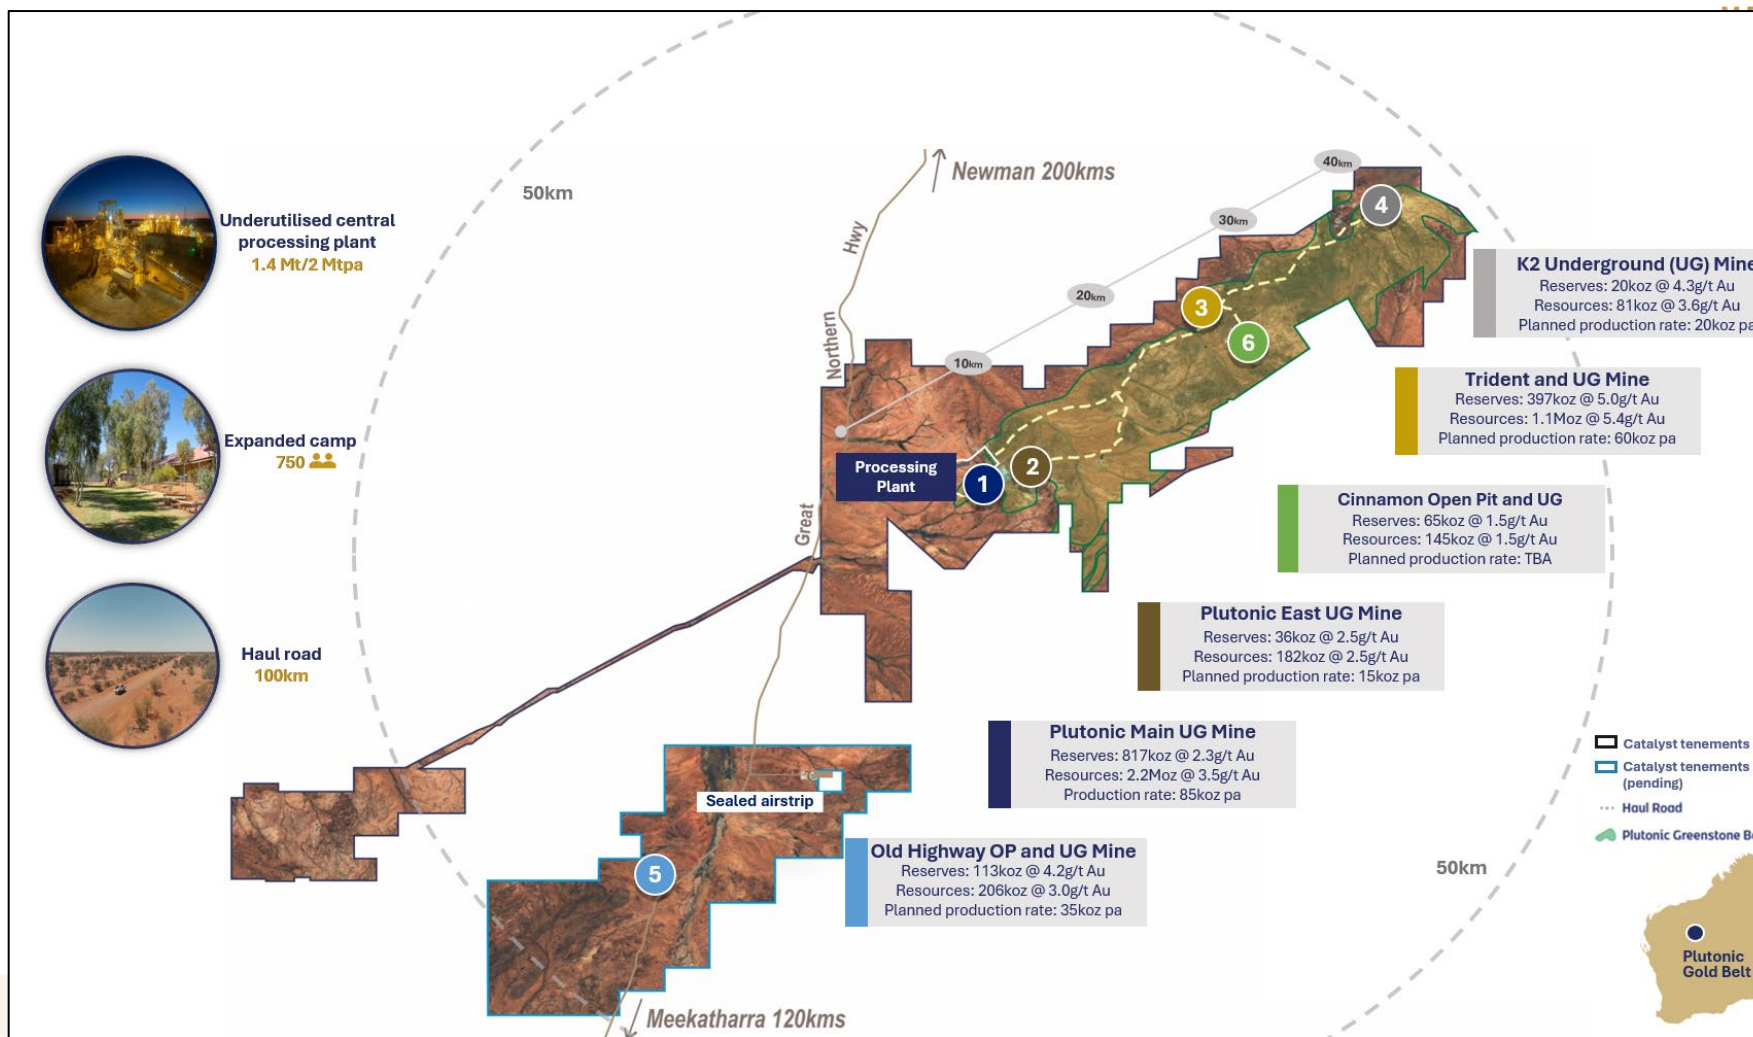 50km
Newman 200kms
Hwy
Northern
Great
10km
20km
30km
40km
Underutilised central
processing plant
1.4 Mt/2 Mtpa
Expanded camp
750
Haul road
100km
Processing
Plant
1
2
3
4
5
6
K2 Underground (UG) Mine
Reserves: 20koz @ 4.3g/t Au
Resources: 81koz @ 3.6g/t Au
Planned production rate: 20koz pa
Trident and UG Mine
Reserves: 397koz @ 5.0g/t Au
Resources: 1.1Moz @ 5.4g/t Au
Planned production rate: 60koz pa
Cinnamon Open Pit and UG
Reserves: 65koz @ 1.5g/t Au
Resources: 145koz @ 1.5g/t Au
Planned production rate: TBA
Plutonic East UG Mine
Reserves: 36koz @ 2.5g/t Au
Resources: 182koz @ 2.5g/t Au
Planned production rate: 15koz pa
Plutonic Main UG Mine
Reserves: 817koz @ 2.3g/t Au
Resources: 2.2Moz @ 3.5g/t Au
Production rate: 85koz pa
Old Highway OP and UG Mine
Reserves: 113koz @ 4.2g/t Au
Resources: 206koz @ 3.0g/t Au
Planned production rate: 35koz pa
Sealed airstrip
Meekatharra 120kms
50km
Catalyst tenements
Catalyst tenements
(pending)
Haul Road
Plutonic Greenstone
Plutonic
Gold Belt